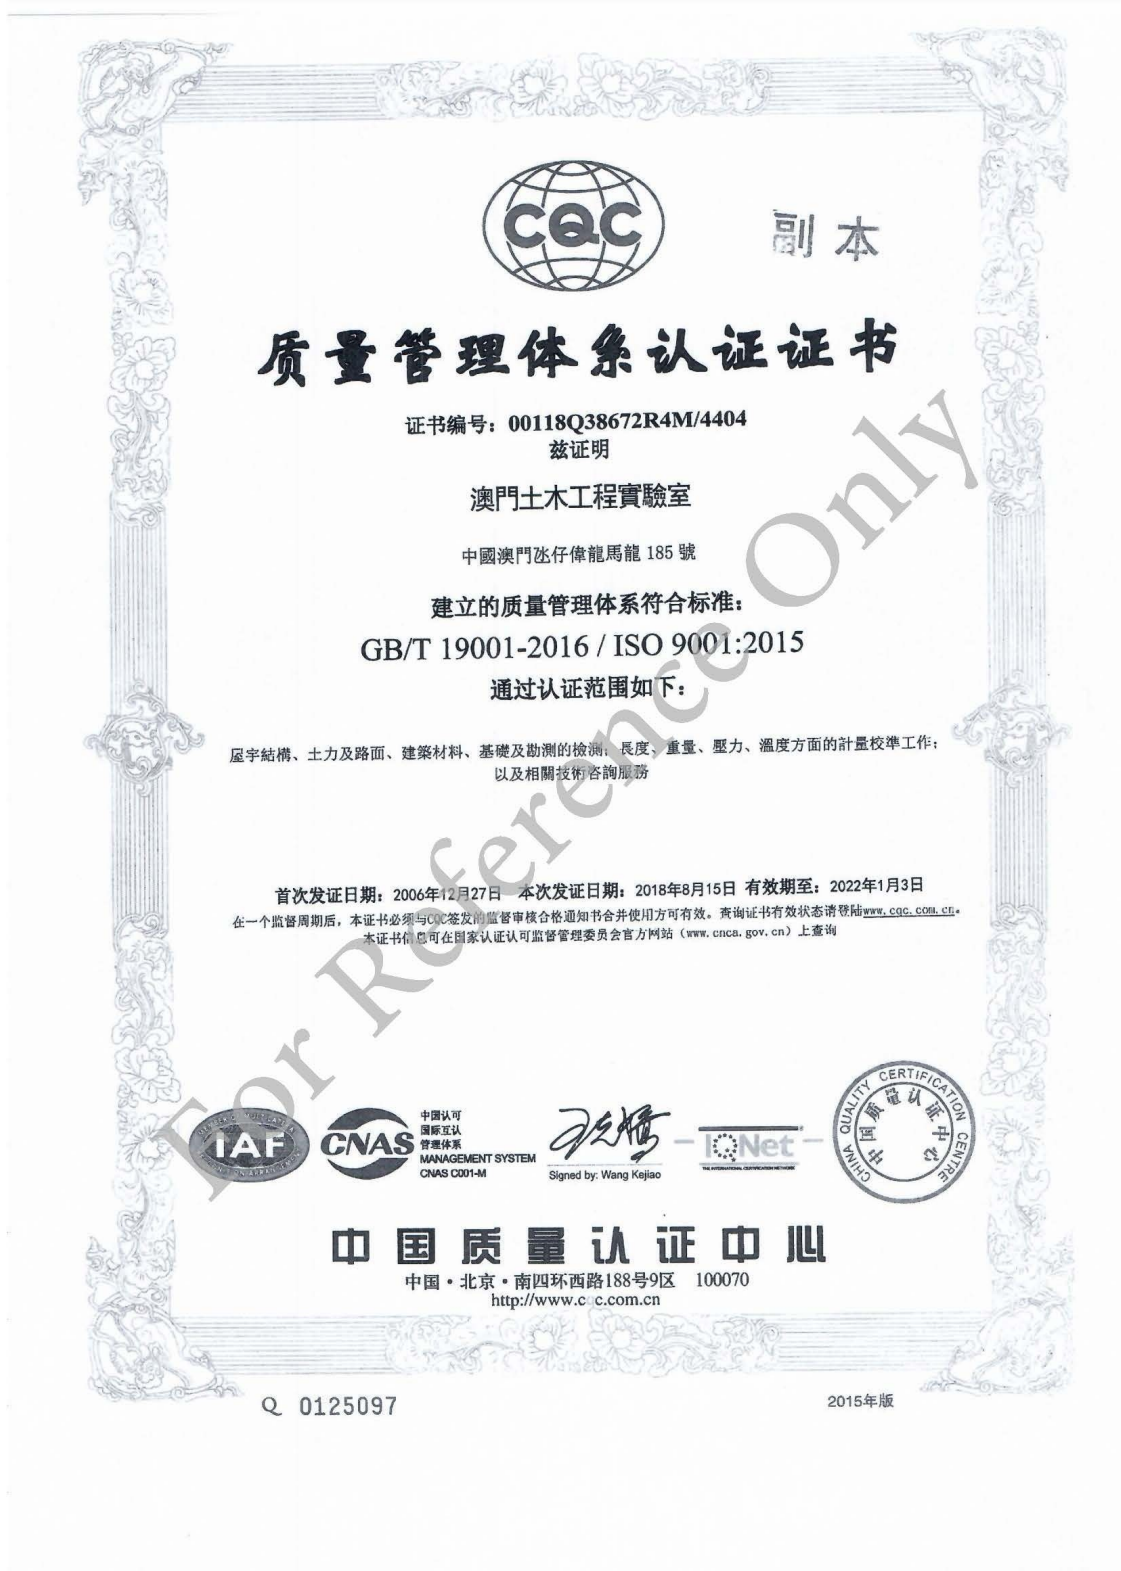 CQC
副本
质量管理体系认证证书
证书编号：00118Q38672R4M/4404
兹证明
澳門土木工程實驗室
中國澳門氹仔偉龍馬龍 185 號
建立的质量管理体系符合标准：
GB/T 19001-2016 / ISO 9001:2015
通过认证范围如下：
屋宇結構、土力及路面、建築材料、基礎及勘測的檢測；長度、重量、壓力、溫度方面的計量校準工作；
以及相關技術咨詢服務
首次发证日期：2006年12月27日 本次发证日期：2018年8月15日 有效期至：2022年1月3日
在一个监督周期后，本证书必须与CQC签发的监督审核合格通知书合并使用方可有效。查询证书有效状态请登陆www.cqc.com.cn。
本证书信息可在国家认证认可监督管理委员会官方网站（www.cnca.gov.cn）上查询
For Reference Only
IAF
CNAS
中国认可
国际互认
管理体系
MANAGEMENT SYSTEM
CNAS C001-M
Signed by: Wang Kejiao
IQNet
THE INTERNATIONAL CERTIFICATION NETWORK
CHINA QUALITY CERTIFICATION CENTRE
中国质量认证中心
中国质量认证中心
中国·北京·南四环西路188号9区 100070
http://www.c c.com.cn
Q 0125097
2015年版